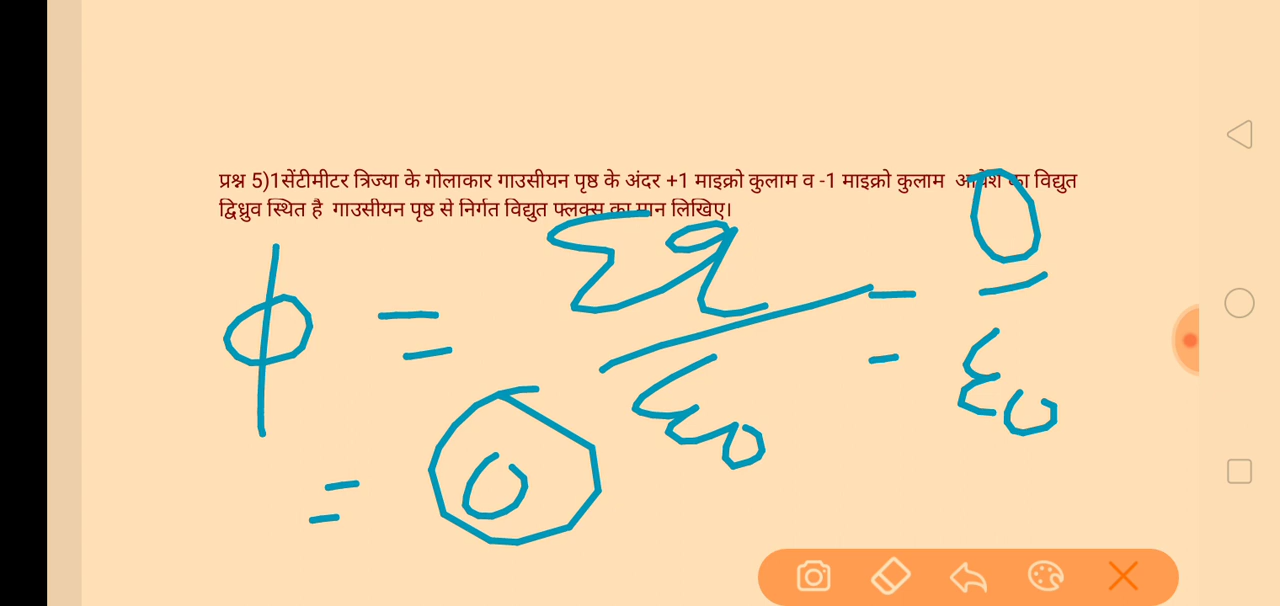 प्रश्न 5)1सेंटीमीटर त्रिज्या के गोलाकार गाउसीयन पृष्ठ के अंदर +1 माइक्रो कुलाम व -1 माइक्रो कुलाम आवेश का विद्युत
द्विध्रुव स्थित है गाउसीयन पृष्ठ से निर्गत विद्युत फ्लक्स का मान लिखिए।
ϕ = Σq/ε0 = 0/ε0
= 0